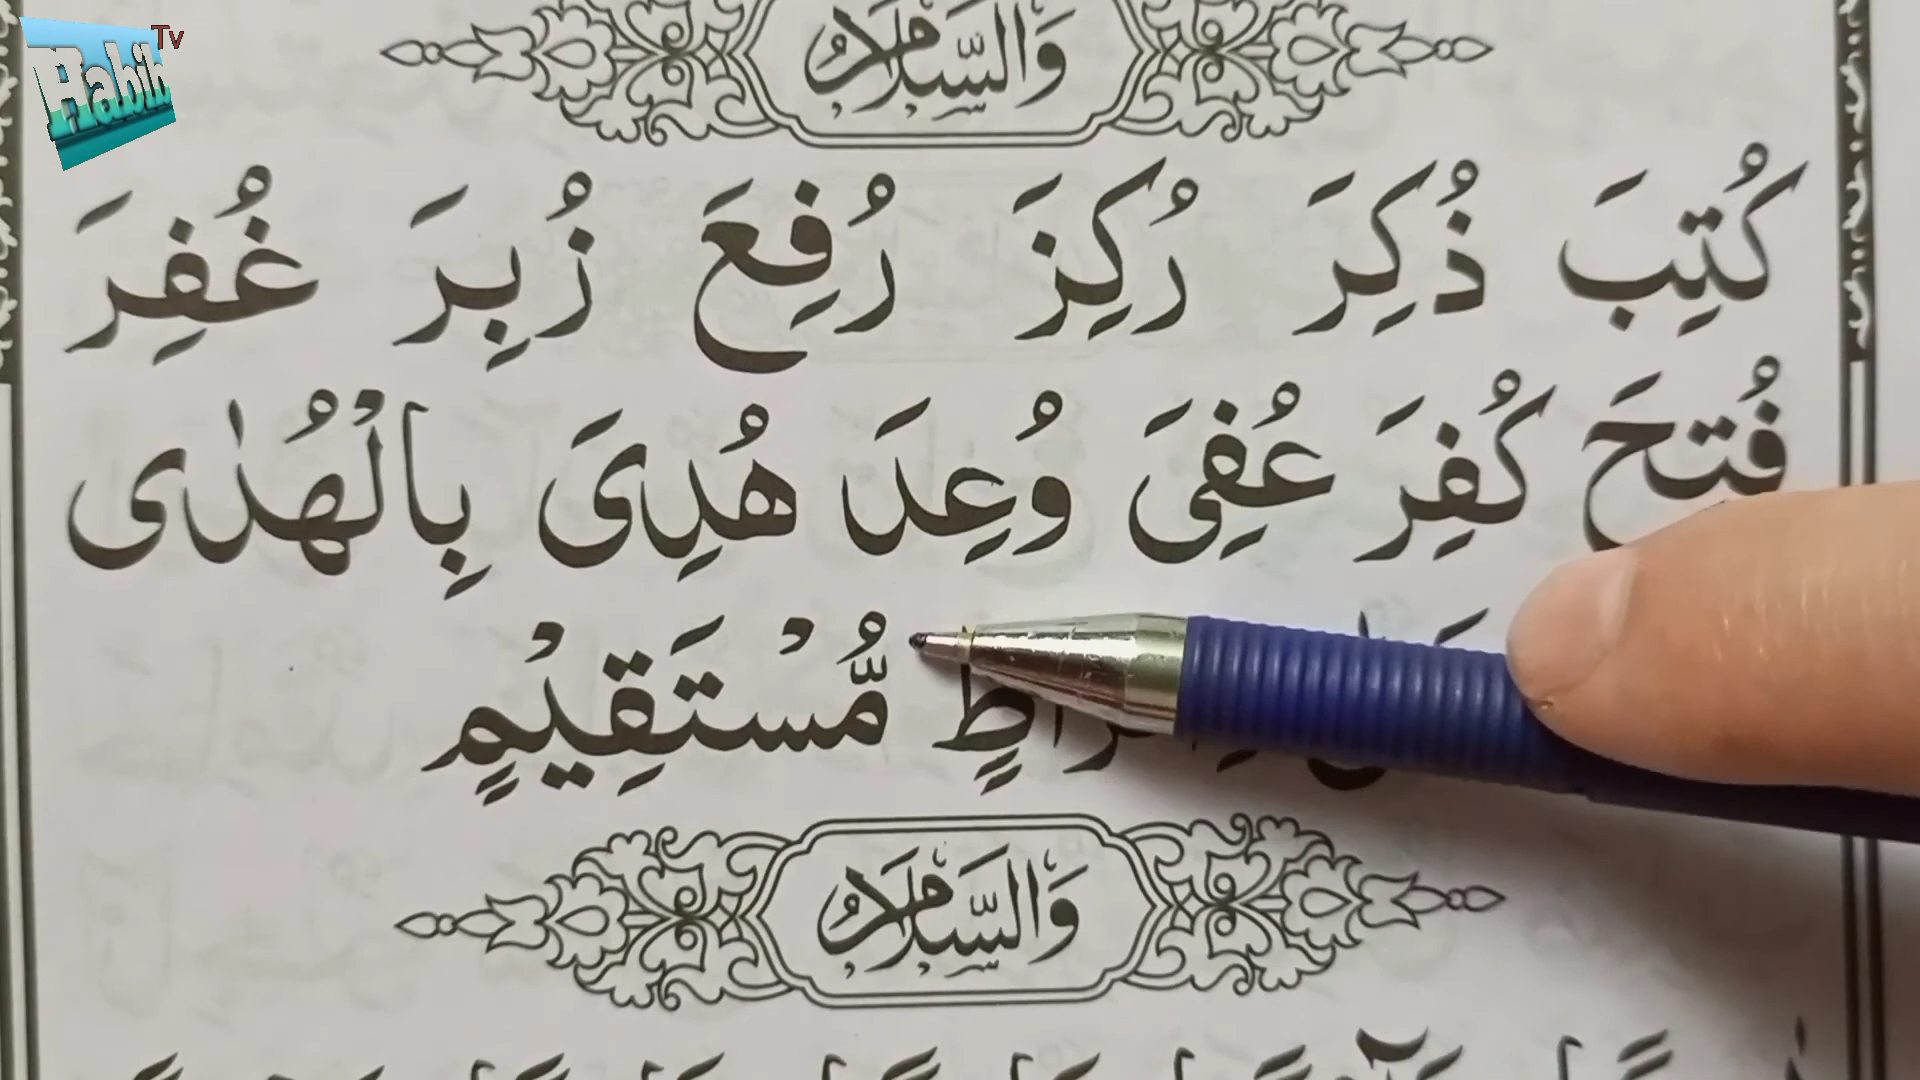 Habib Tv
وَالسَّلَامُ
كُتِبَ ذُكِرَ رُكِزَ رُفِعَ زُبِرَ غُفِرَ
فُتِحَ كُفِرَ عُفِىَ وُعِدَ هُدِىَ بِالْهُدٰى
مُّسْتَقِيْمٍ
وَالسَّلَامُ